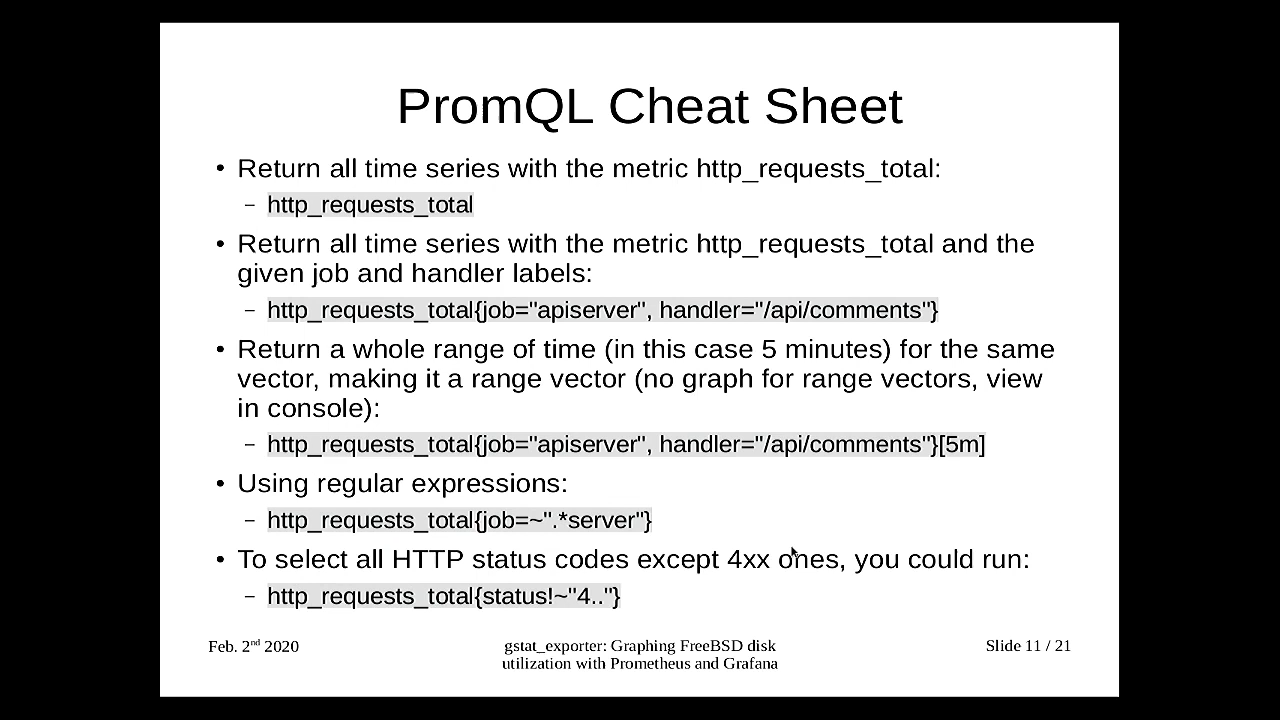 PromQL Cheat Sheet
• Return all time series with the metric http_requests_total:
– http_requests_total
• Return all time series with the metric http_requests_total and the
given job and handler labels:
– http_requests_total{job="apiserver", handler="/api/comments"}
• Return a whole range of time (in this case 5 minutes) for the same
vector, making it a range vector (no graph for range vectors, view
in console):
– http_requests_total{job="apiserver", handler="/api/comments"}[5m]
• Using regular expressions:
– http_requests_total{job=~".*server"}
• To select all HTTP status codes except 4xx ones, you could run:
– http_requests_total{status!~"4.."}
Feb. 2nd 2020
gstat_exporter: Graphing FreeBSD disk
utilization with Prometheus and Grafana
Slide 11 / 21